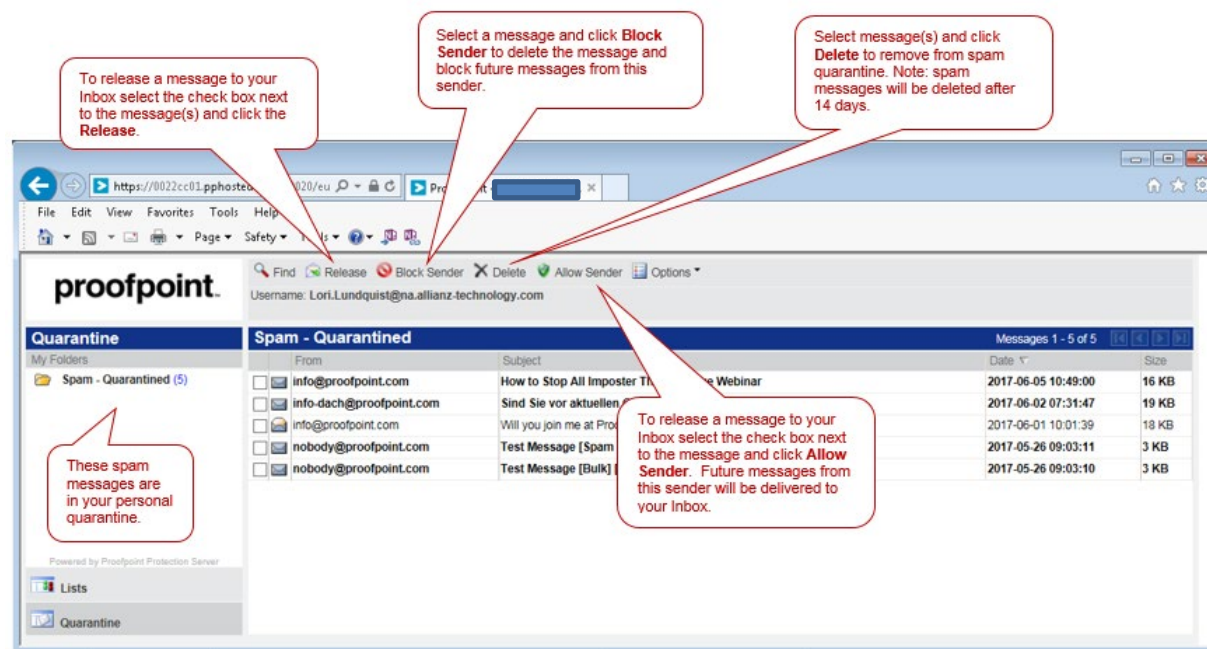 Select a message and click Block
Sender to delete the message and
block future messages from this
sender.
Select message(s) and click
Delete to remove from spam
quarantine. Note: spam
messages will be deleted after
14 days.
To release a message to your
Inbox select the check box next
to the message(s) and click the
Release.
https://0022cc01.pphosted 020/eu
File Edit View Favorites Tools Help
Page Safety
proofpoint.
Find Release Block Sender Delete Allow Sender Options
Username: Lori.Lundquist@na.allianz-technology.com
Quarantine
Spam - Quarantined
Messages 1 - 5 of 5
My Folders
From Subject Date Size
Spam - Quarantined (5)
info@proofpoint.com How to Stop All Imposter Webinar 2017-06-05 10:49:00 16 KB
info-dach@proofpoint.com Sind Sie vor aktuellen 2017-06-02 07:31:47 19 KB
info@proofpoint.com Will you join me at 2017-06-01 10:01:39 18 KB
nobody@proofpoint.com Test Message [Spam 2017-05-26 09:03:11 3 KB
nobody@proofpoint.com Test Message [Bulk] [ 2017-05-26 09:03:10 3 KB
To release a message to your
Inbox select the check box next
to the message and click Allow
Sender. Future messages from
this sender will be delivered to
your Inbox.
These spam
messages are
in your personal
quarantine.
Powered by Proofpoint Protection Server
Lists
Quarantine